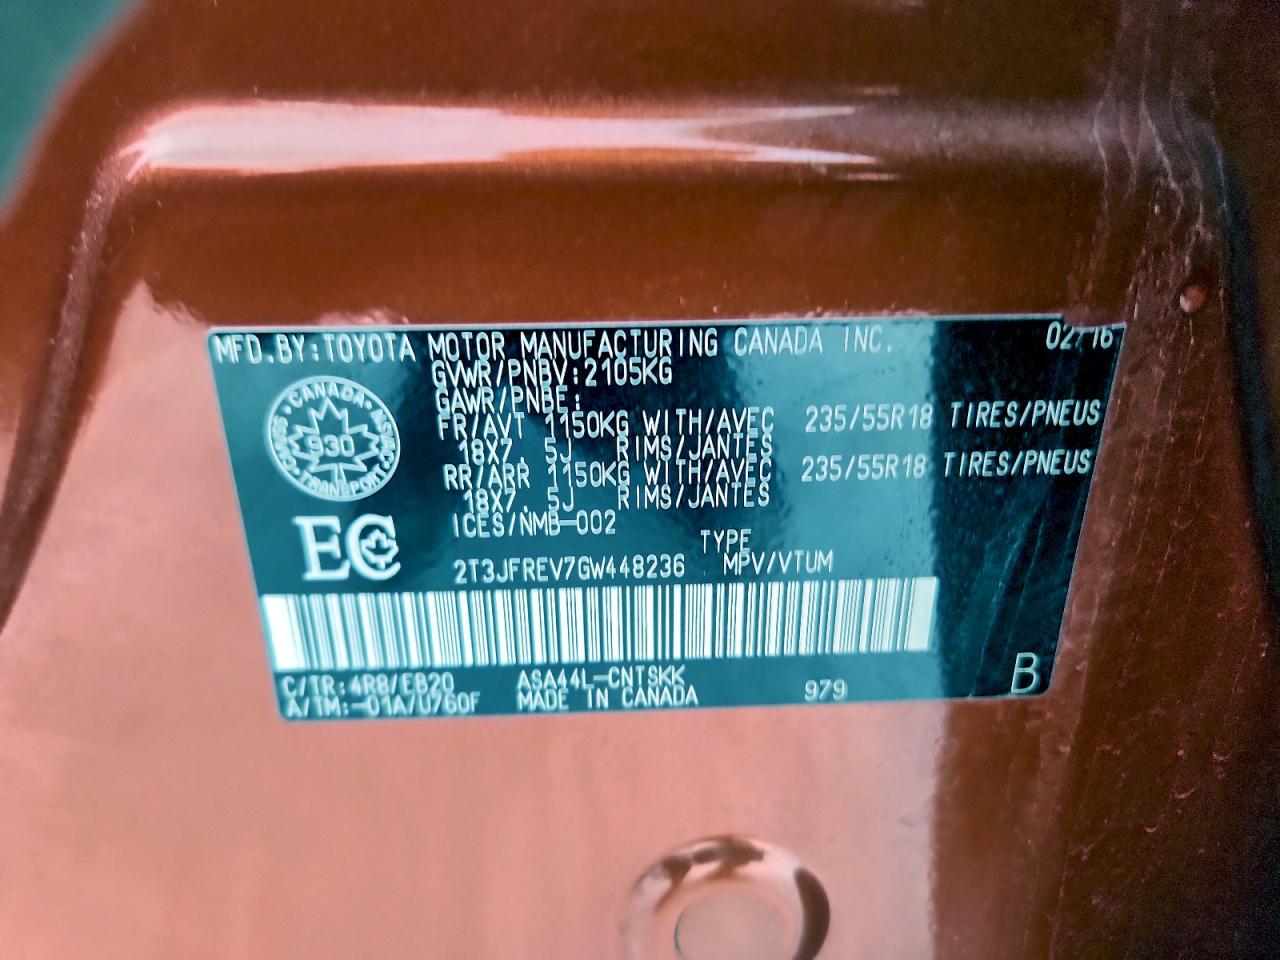 MFD.BY:TOYOTA MOTOR MANUFACTURING CANADA INC. 02/16
GVWR/PNBV:2105KG
GAWR/PNBE:
FR/AVT 1150KG WITH/AVEC 235/55R18 TIRES/PNEUS
18X7. 5J RIMS/JANTES
RR/ARR 1150KG WITH/AVEC 235/55R18 TIRES/PNEUS
18X7. 5J RIMS/JANTES
ICES/NMB-002
CANADA
930
TRANSPORT
EC
TYPE
2T3JFREV7GW448236 MPV/VTUM
C/TR:4R8/EB20 ASA44L-CNTSKK
A/TM:-01A/U760F MADE IN CANADA 979 B